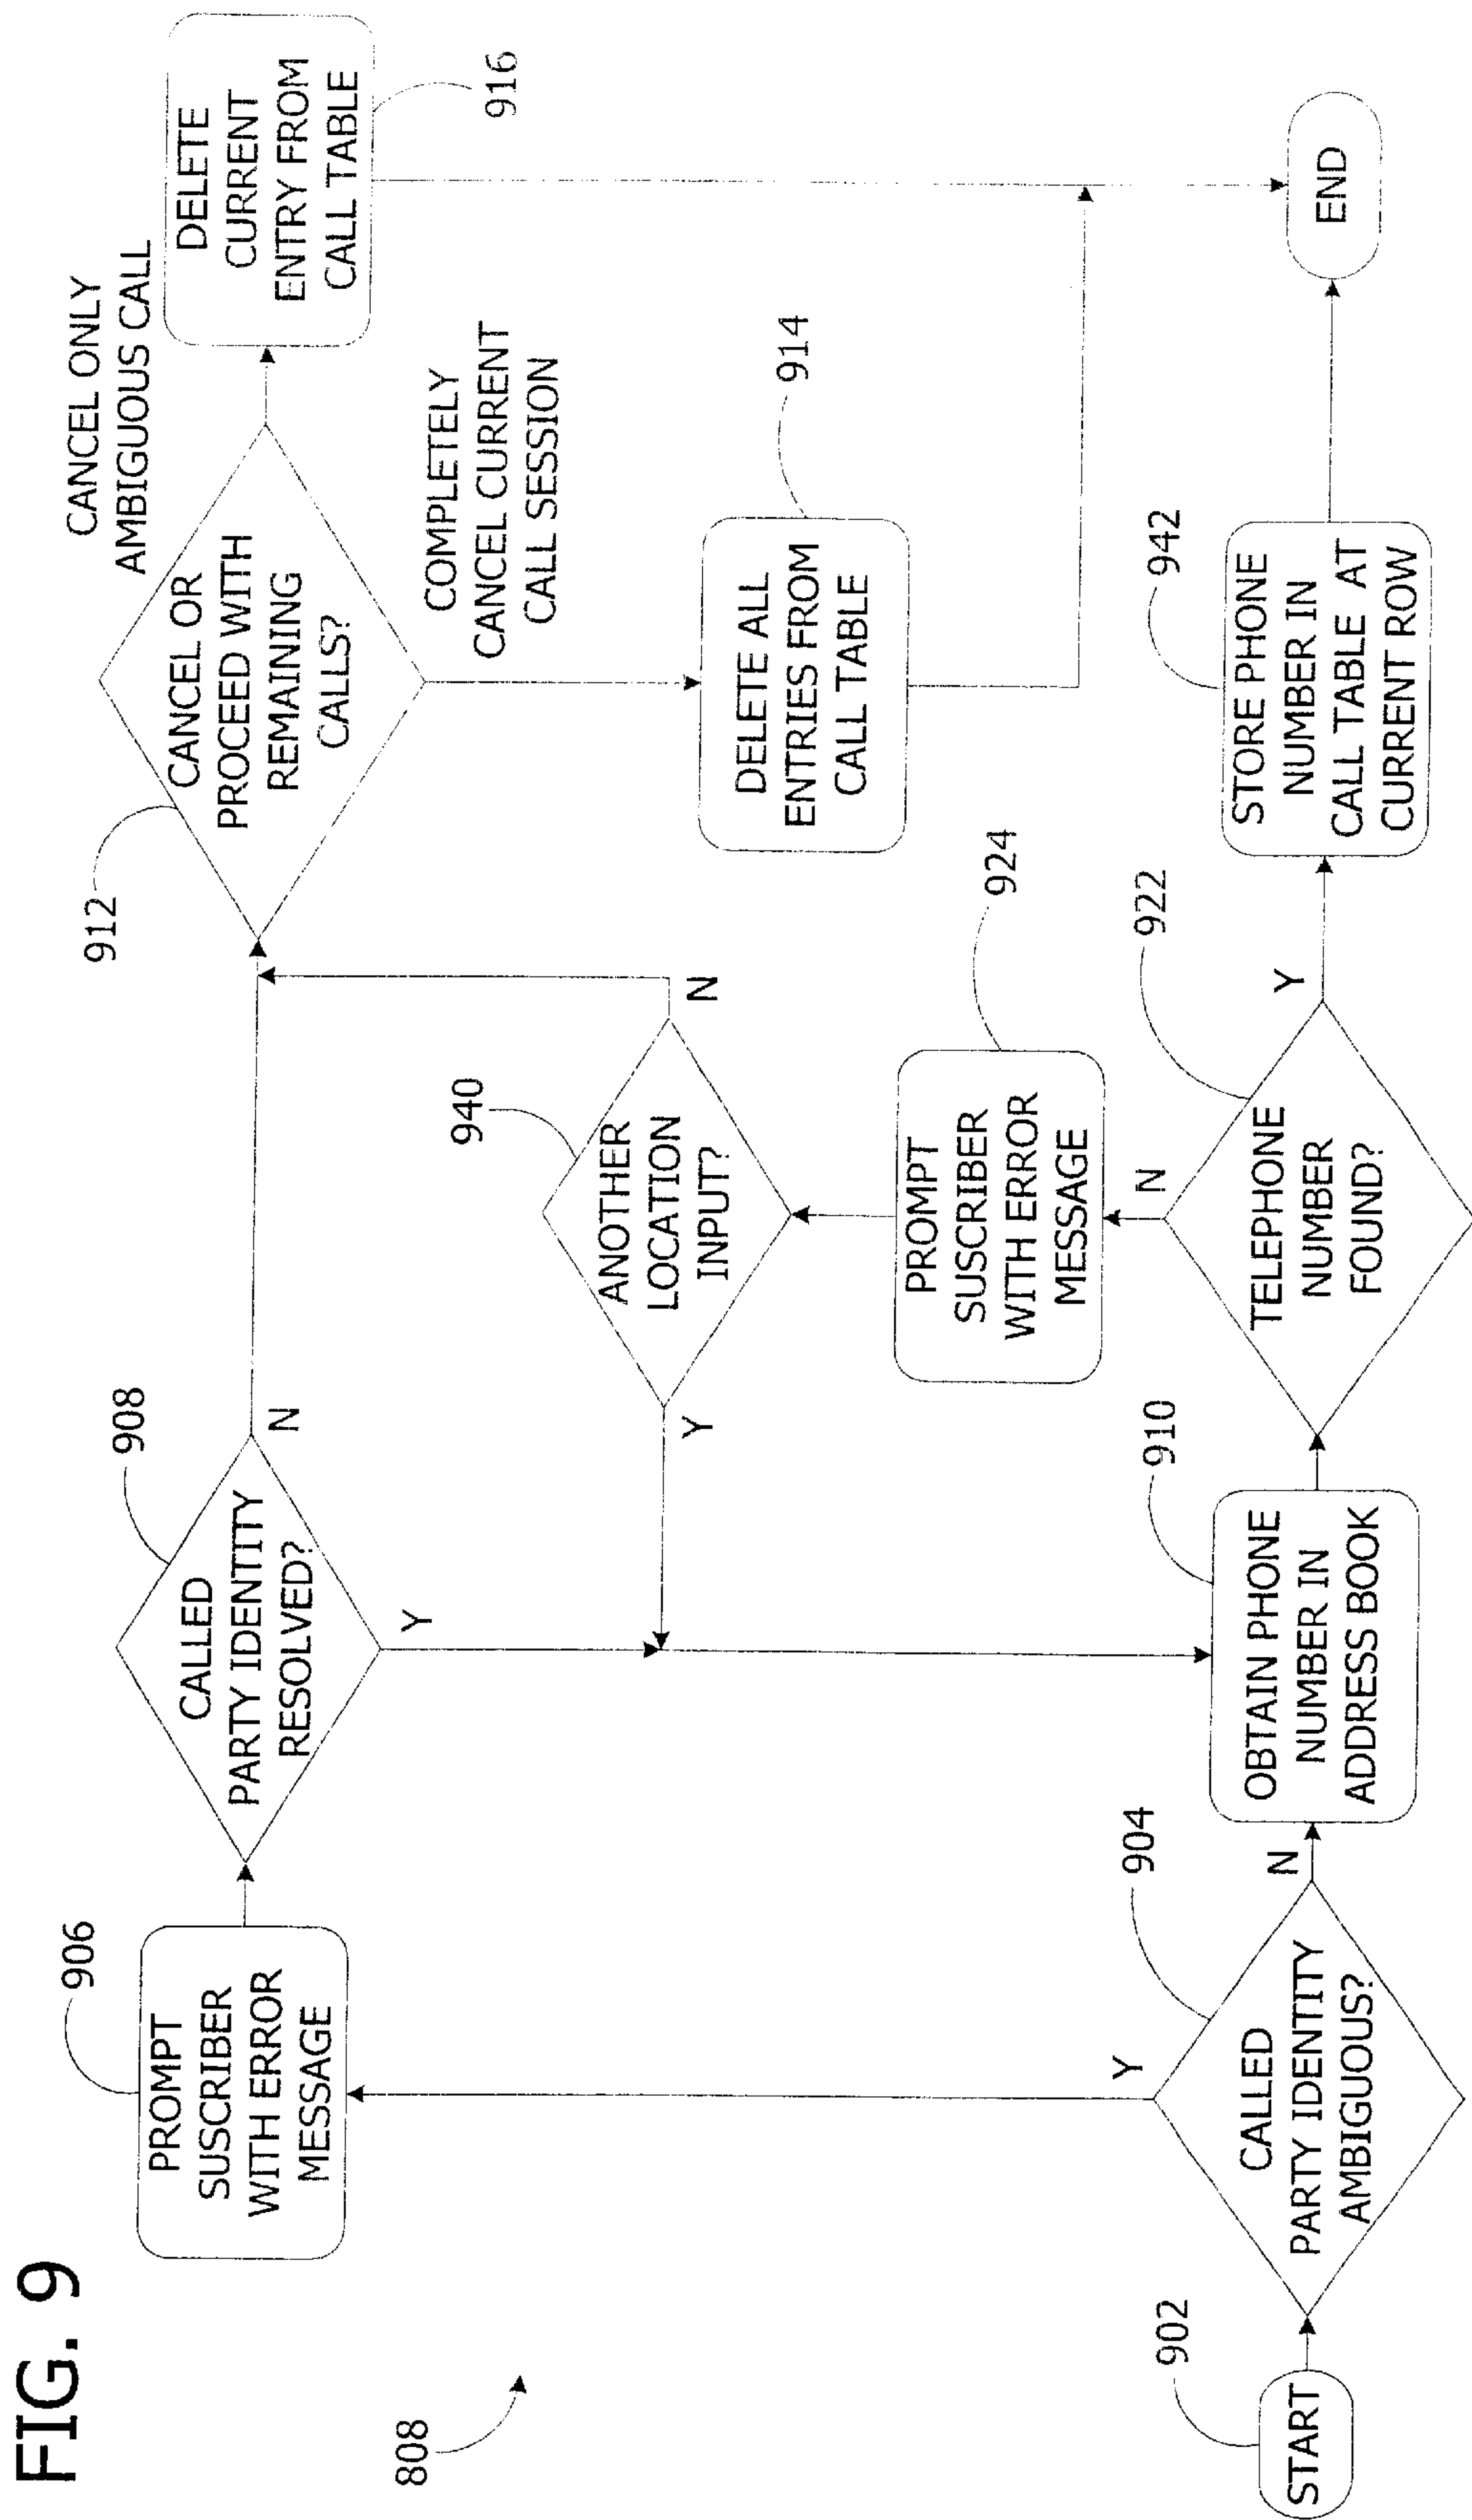 FIG. 9
808
902
START
904
CALLED
PARTY IDENTITY
AMBIGUOUS?
Y
N
906
PROMPT
SUSCRIBER
WITH ERROR
MESSAGE
908
CALLED
PARTY IDENTITY
RESOLVED?
N
Y
910
OBTAIN PHONE
NUMBER IN
ADDRESS BOOK
922
TELEPHONE
NUMBER
FOUND?
N
Y
924
PROMPT
SUSCRIBER
WITH ERROR
MESSAGE
940
ANOTHER
LOCATION
INPUT?
Y
N
912
CANCEL OR
PROCEED WITH
REMAINING
CALLS?
CANCEL ONLY
AMBIGUOUS CALL
COMPLETELY
CANCEL CURRENT
CALL SESSION
914
DELETE ALL
ENTRIES FROM
CALL TABLE
916
DELETE
CURRENT
ENTRY FROM
CALL TABLE
942
STORE PHONE
NUMBER IN
CALL TABLE AT
CURRENT ROW
END